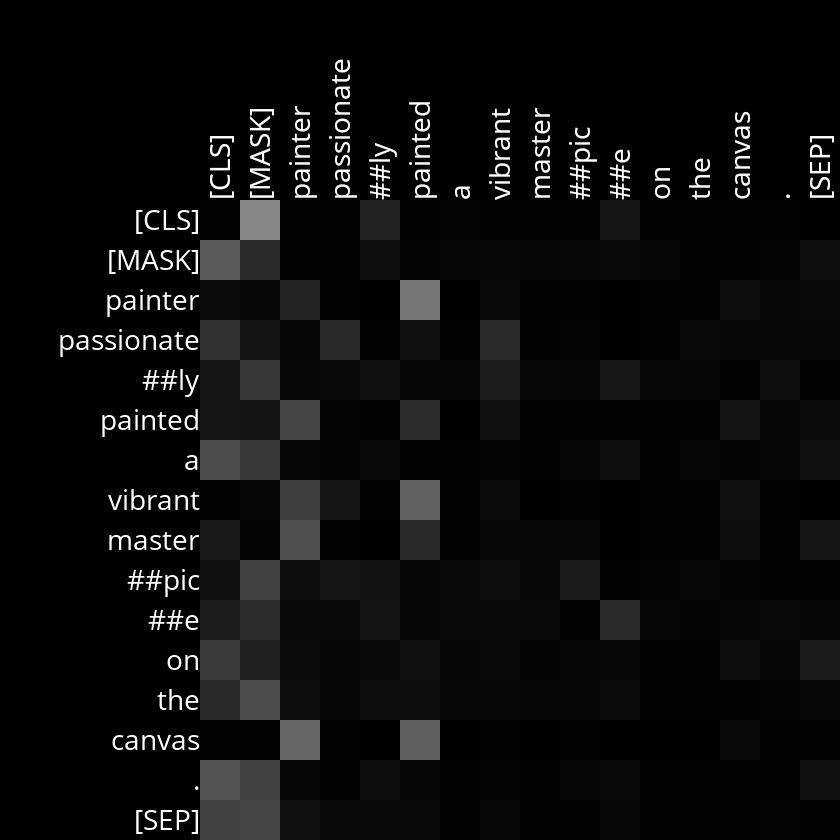 [CLS] [MASK] painter passionate ##ly painted a vibrant master ##pic ##e on the canvas . [SEP]
[CLS]
[MASK]
painter
passionate
##ly
painted
a
vibrant
master
##pic
##e
on
the
canvas
.
[SEP]